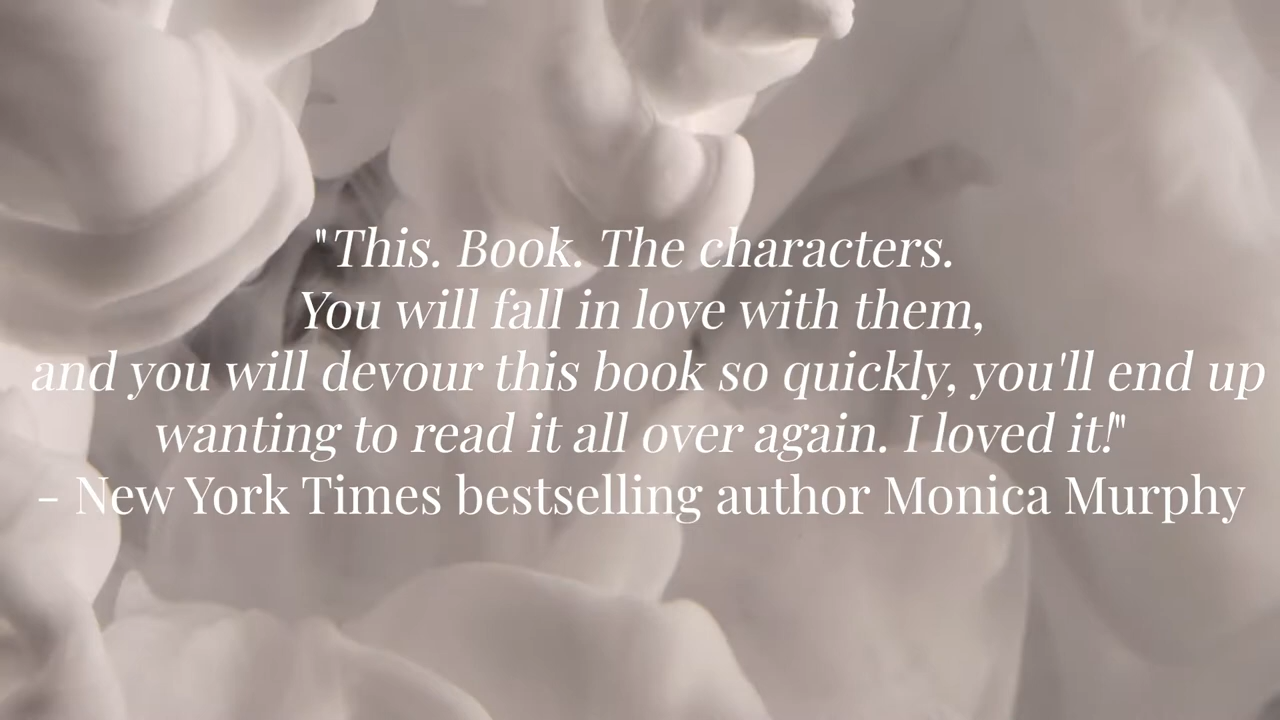 "This. Book. The characters.
You will fall in love with them,
and you will devour this book so quickly, you'll end up
wanting to read it all over again. I loved it!"
– New York Times bestselling author Monica Murphy